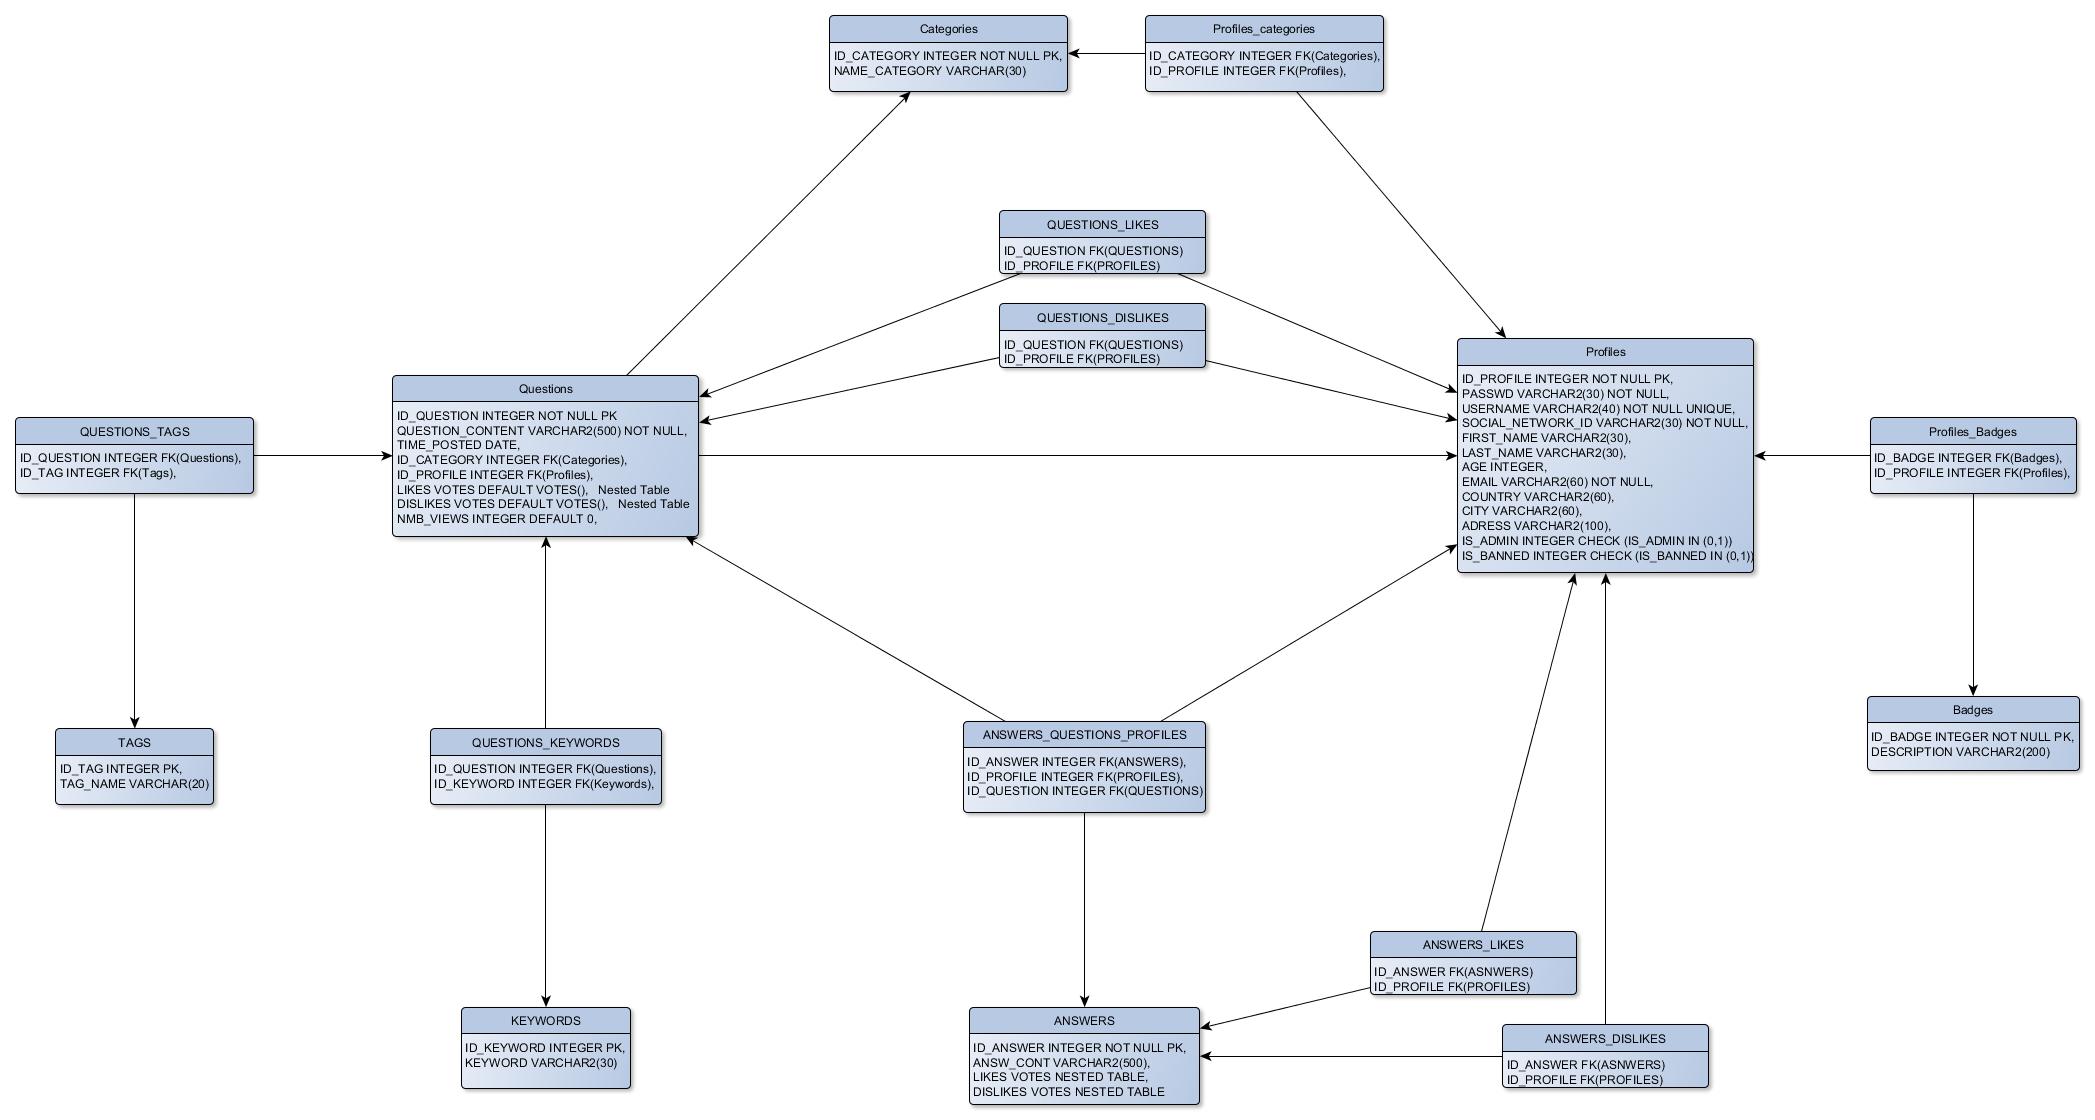 Categories
ID_CATEGORY INTEGER NOT NULL PK,
NAME_CATEGORY VARCHAR(30)
Profiles_categories
ID_CATEGORY INTEGER FK(Categories),
ID_PROFILE INTEGER FK(Profiles),
QUESTIONS_LIKES
ID_QUESTION FK(QUESTIONS)
ID_PROFILE FK(PROFILES)
QUESTIONS_DISLIKES
ID_QUESTION FK(QUESTIONS)
ID_PROFILE FK(PROFILES)
Profiles
ID_PROFILE INTEGER NOT NULL PK,
PASSWD VARCHAR2(30) NOT NULL,
USERNAME VARCHAR2(40) NOT NULL UNIQUE,
SOCIAL_NETWORK_ID VARCHAR2(30) NOT NULL,
FIRST_NAME VARCHAR2(30),
LAST_NAME VARCHAR2(30),
AGE INTEGER,
EMAIL VARCHAR2(60) NOT NULL,
COUNTRY VARCHAR2(60),
CITY VARCHAR2(60),
ADRESS VARCHAR2(100),
IS_ADMIN INTEGER CHECK (IS_ADMIN IN (0,1))
IS_BANNED INTEGER CHECK (IS_BANNED IN (0,1))
Questions
ID_QUESTION INTEGER NOT NULL PK
QUESTION_CONTENT VARCHAR2(500) NOT NULL,
TIME_POSTED DATE,
ID_CATEGORY INTEGER FK(Categories),
ID_PROFILE INTEGER FK(Profiles),
LIKES VOTES DEFAULT VOTES(), Nested Table
DISLIKES VOTES DEFAULT VOTES(), Nested Table
NMB_VIEWS INTEGER DEFAULT 0,
QUESTIONS_TAGS
ID_QUESTION INTEGER FK(Questions),
ID_TAG INTEGER FK(Tags),
Profiles_Badges
ID_BADGE INTEGER FK(Badges),
ID_PROFILE INTEGER FK(Profiles),
Badges
ID_BADGE INTEGER NOT NULL PK,
DESCRIPTION VARCHAR2(200)
TAGS
ID_TAG INTEGER PK,
TAG_NAME VARCHAR(20)
QUESTIONS_KEYWORDS
ID_QUESTION INTEGER FK(Questions),
ID_KEYWORD INTEGER FK(Keywords),
ANSWERS_QUESTIONS_PROFILES
ID_ANSWER INTEGER FK(ANSWERS),
ID_PROFILE INTEGER FK(PROFILES),
ID_QUESTION INTEGER FK(QUESTIONS)
ANSWERS_LIKES
ID_ANSWER FK(ASNWERS)
ID_PROFILE FK(PROFILES)
KEYWORDS
ID_KEYWORD INTEGER PK,
KEYWORD VARCHAR2(30)
ANSWERS
ID_ANSWER INTEGER NOT NULL PK,
ANSW_CONT VARCHAR2(500),
LIKES VOTES NESTED TABLE,
DISLIKES VOTES NESTED TABLE
ANSWERS_DISLIKES
ID_ANSWER FK(ASNWERS)
ID_PROFILE FK(PROFILES)